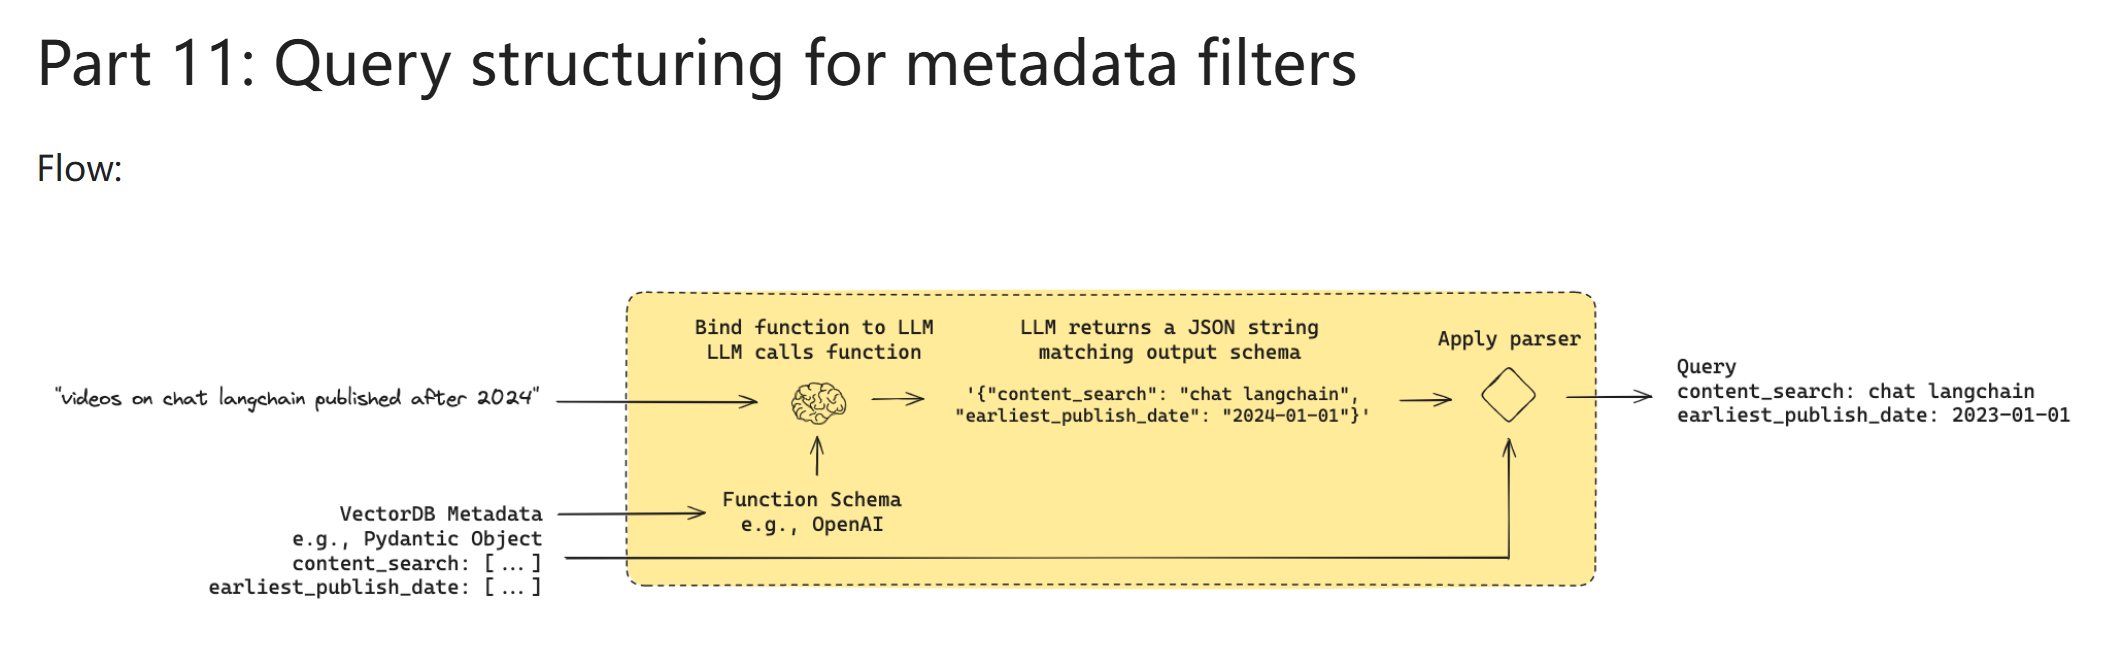 Part 11: Query structuring for metadata filters
Flow:
"videos on chat langchain published after 2024"
Bind function to LLM
LLM calls function
LLM returns a JSON string
matching output schema
'{"content_search": "chat langchain",
"earliest_publish_date": "2024-01-01"}'
Apply parser
Query
content_search: chat langchain
earliest_publish_date: 2023-01-01
VectorDB Metadata
e.g., Pydantic Object
content_search: [...]
earliest_publish_date: [...]
Function Schema
e.g., OpenAI